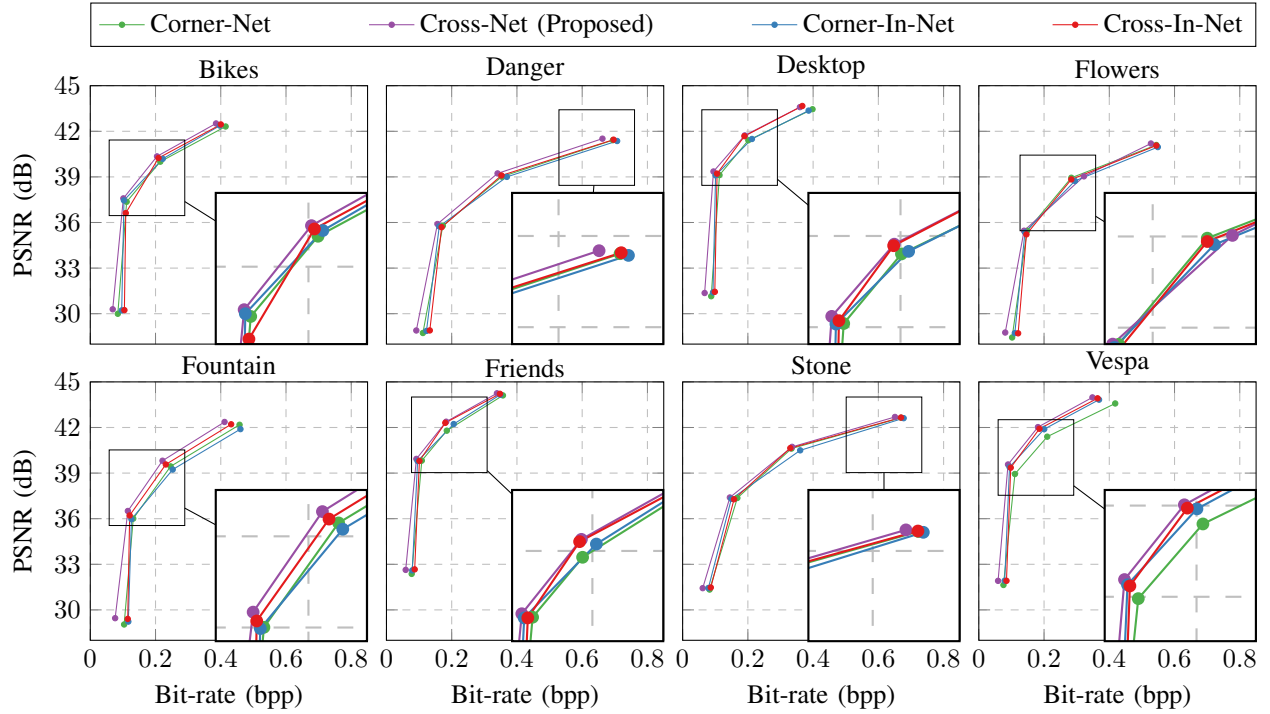 Corner-Net Cross-Net (Proposed) Corner-In-Net Cross-In-Net
Bikes Danger Desktop Flowers
45
42
39
36
33
30
PSNR (dB)
Fountain Friends Stone Vespa
45
42
39
36
33
30
PSNR (dB)
0 0.2 0.4 0.6 0.8 0 0.2 0.4 0.6 0.8 0 0.2 0.4 0.6 0.8 0 0.2 0.4 0.6 0.8
Bit-rate (bpp) Bit-rate (bpp) Bit-rate (bpp) Bit-rate (bpp)